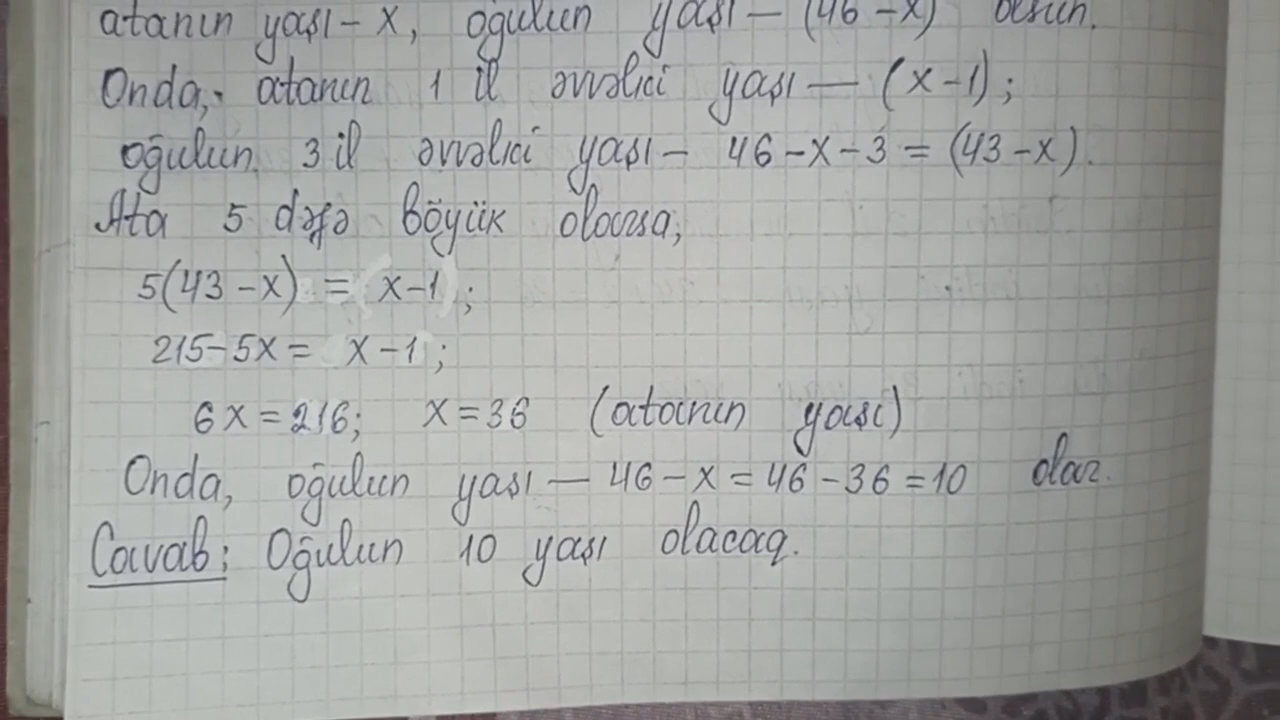 atanın yaşı – x, oğulun yaşı – (46 – x) olsun.
Onda, atanın 1 il əvvəlki yaşı – (x – 1);
oğulun 3 il əvvəlki yaşı – 46 – x – 3 = (43 – x).
Ata 5 dəfə böyük olarsa,
5(43 – x) = (x – 1);
215 – 5x = x – 1;
6x = 216; x = 36 (atanın yaşı)
Onda, oğulun yaşı – 46 – x = 46 – 36 = 10 olar.
Cavab: Oğulun 10 yaşı olacaq.